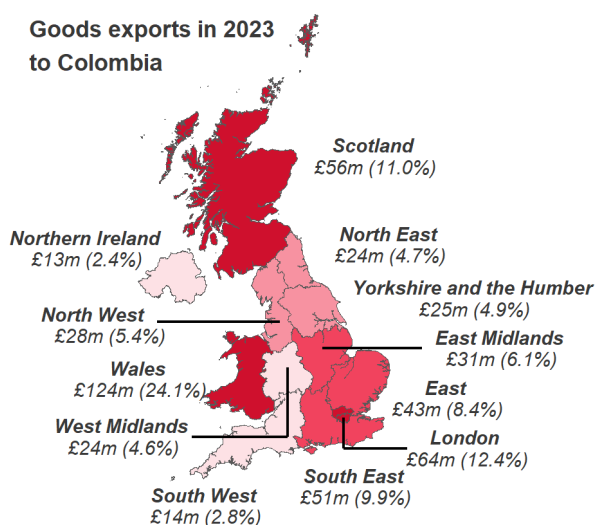 Goods exports in 2023
to Colombia
Scotland
£56m (11.0%)
Northern Ireland
£13m (2.4%)
North East
£24m (4.7%)
Yorkshire and the Humber
£25m (4.9%)
North West
£28m (5.4%)
East Midlands
£31m (6.1%)
Wales
£124m (24.1%)
East
£43m (8.4%)
West Midlands
£24m (4.6%)
London
£64m (12.4%)
South East
£51m (9.9%)
South West
£14m (2.8%)